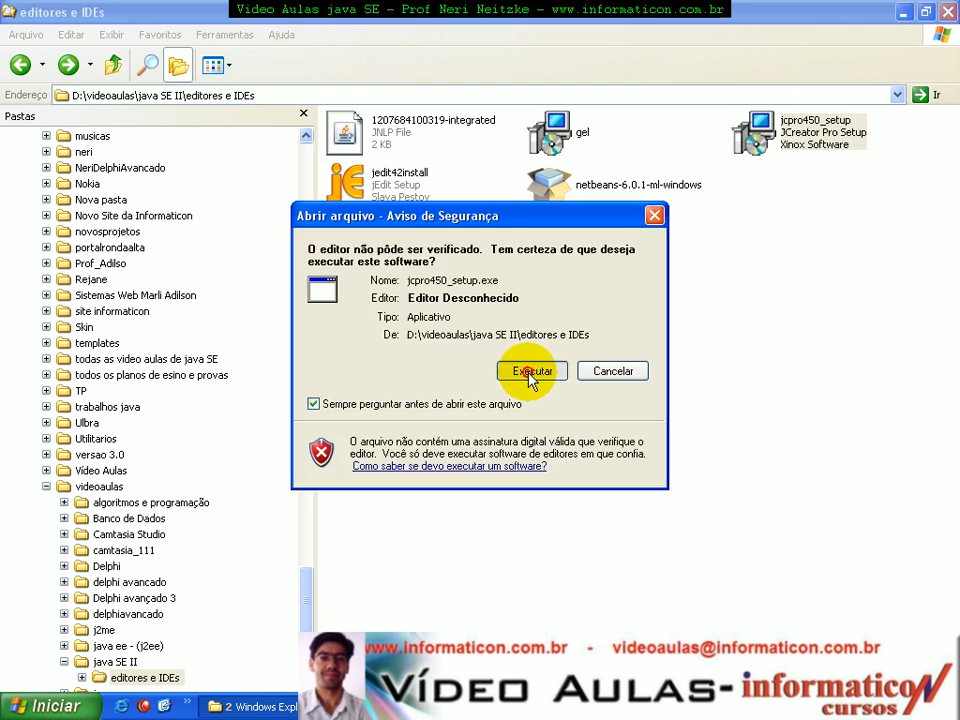 editores e IDEs
Video Aulas java SE - Prof Neri Neitzke - www.informaticon.com.br
Arquivo Editar Exibir Favoritos Ferramentas Ajuda
Endereço D:\videoaulas\java SE II\editores e IDEs Ir
Pastas
musicas
neri
NeriDelphiAvancado
Nokia
Nova pasta
Novo Site da Informaticon
novosprojetos
portalrondaalta
Prof_Adilso
Rejane
Sistemas Web Marli Adilson
site informaticon
Skin
templates
todas as video aulas de java SE
todos os planos de esino e provas
TP
trabalhos java
Ulbra
Utilitarios
versao 3.0
Vídeo Aulas
videoaulas
algoritmos e programação
Banco de Dados
Camtasia Studio
camtasia_111
Delphi
delphi avancado
Delphi avançado 3
delphiavancado
j2me
java ee - (j2ee)
java SE II
editores e IDEs
1207684100319-integrated
JNLP File
2 KB
gel
jcpro450_setup
JCreator Pro Setup
Xinox Software
jedit42install
jEdit Setup
Slava Pestov
netbeans-6.0.1-ml-windows
Abrir arquivo - Aviso de Segurança
O editor não pôde ser verificado. Tem certeza de que deseja
executar este software?
Nome: jcpro450_setup.exe
Editor: Editor Desconhecido
Tipo: Aplicativo
De: D:\videoaulas\java SE II\editores e IDEs
Executar Cancelar
Sempre perguntar antes de abrir este arquivo
O arquivo não contém uma assinatura digital válida que verifique o
editor. Você só deve executar software de editores em que confia.
Como saber se devo executar um software?
www.informaticon.com.br - videoaulas@informaticon.com.br
VÍDEO AULAS-informaticon
cursos
Iniciar 2 Windows Expl